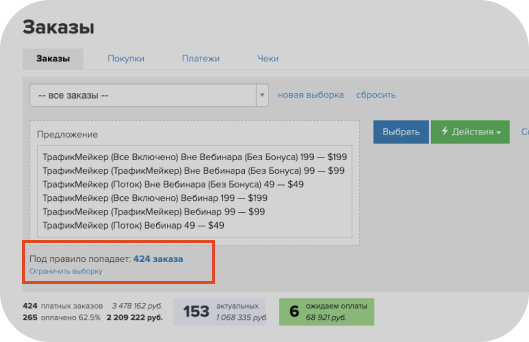 Заказы
Заказы Покупки Платежи Чеки
-- все заказы -- новая выборка сбросить
Предложение
Выбрать Действия
ТрафикМейкер (Все Включено) Вне Вебинара (Без Бонуса) 199 — $199
ТрафикМейкер (ТрафикМейкер) Вне Вебинара (Без Бонуса) 99 — $99
ТрафикМейкер (Поток) Вне Вебинара (Без Бонуса) 49 — $49
ТрафикМейкер (Все Включено) Вебинар 199 — $199
ТрафикМейкер (ТрафикМейкер) Вебинар 99 — $99
ТрафикМейкер (Поток) Вебинар 49 — $49
Под правило попадает: 424 заказа
Ограничить выборку
424 платных заказов 3 478 162 руб.
265 оплачено 62.5% 2 209 222 руб.
153 актуальных
1 068 335 руб.
6 ожидаем оплаты
68 921 руб.